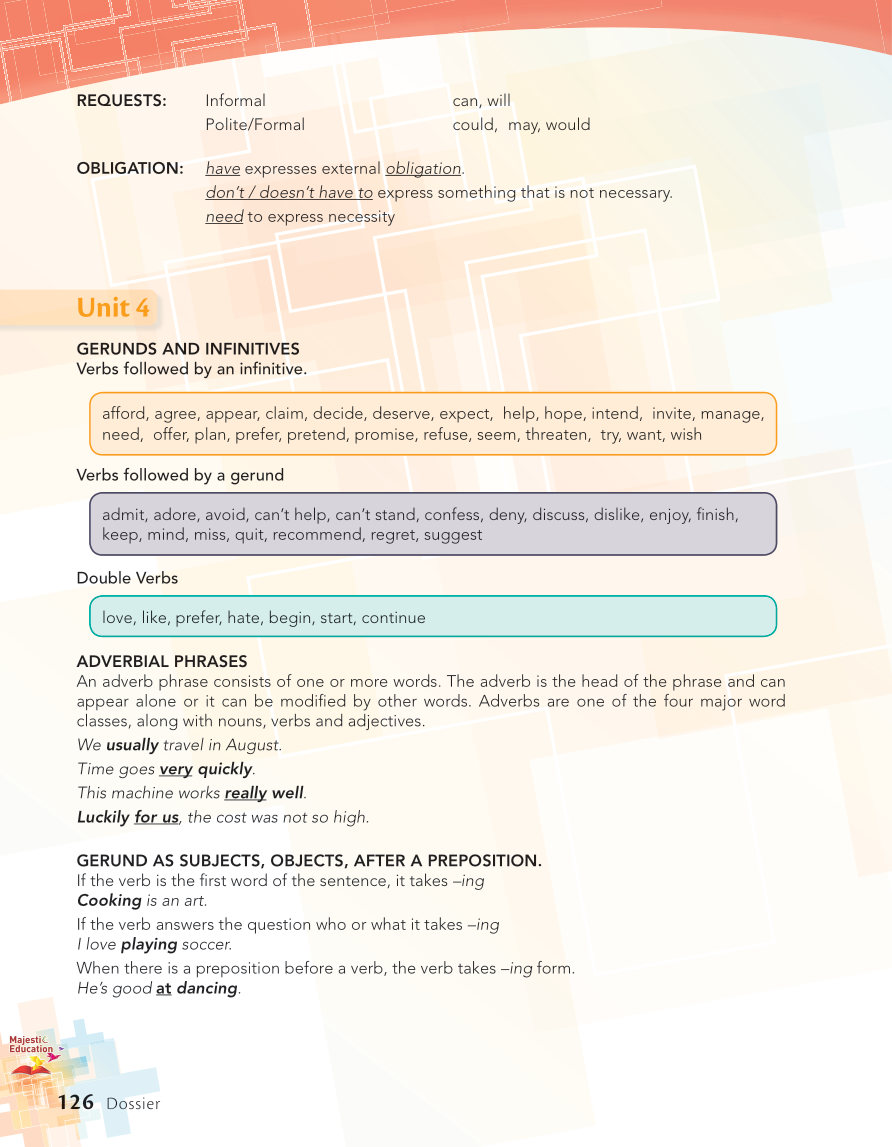 REQUESTS: Informal can, will
Polite/Formal could, may, would
OBLIGATION: have expresses external obligation.
don't / doesn't have to express something that is not necessary.
need to express necessity
Unit 4
GERUNDS AND INFINITIVES
Verbs followed by an infinitive.
afford, agree, appear, claim, decide, deserve, expect, help, hope, intend, invite, manage,
need, offer, plan, prefer, pretend, promise, refuse, seem, threaten, try, want, wish
Verbs followed by a gerund
admit, adore, avoid, can't help, can't stand, confess, deny, discuss, dislike, enjoy, finish,
keep, mind, miss, quit, recommend, regret, suggest
Double Verbs
love, like, prefer, hate, begin, start, continue
ADVERBIAL PHRASES
An adverb phrase consists of one or more words. The adverb is the head of the phrase and can
appear alone or it can be modified by other words. Adverbs are one of the four major word
classes, along with nouns, verbs and adjectives.
We usually travel in August.
Time goes very quickly.
This machine works really well.
Luckily for us, the cost was not so high.
GERUND AS SUBJECTS, OBJECTS, AFTER A PREPOSITION.
If the verb is the first word of the sentence, it takes –ing
Cooking is an art.
If the verb answers the question who or what it takes –ing
I love playing soccer.
When there is a preposition before a verb, the verb takes –ing form.
He's good at dancing.
Majestic
Education
126 Dossier